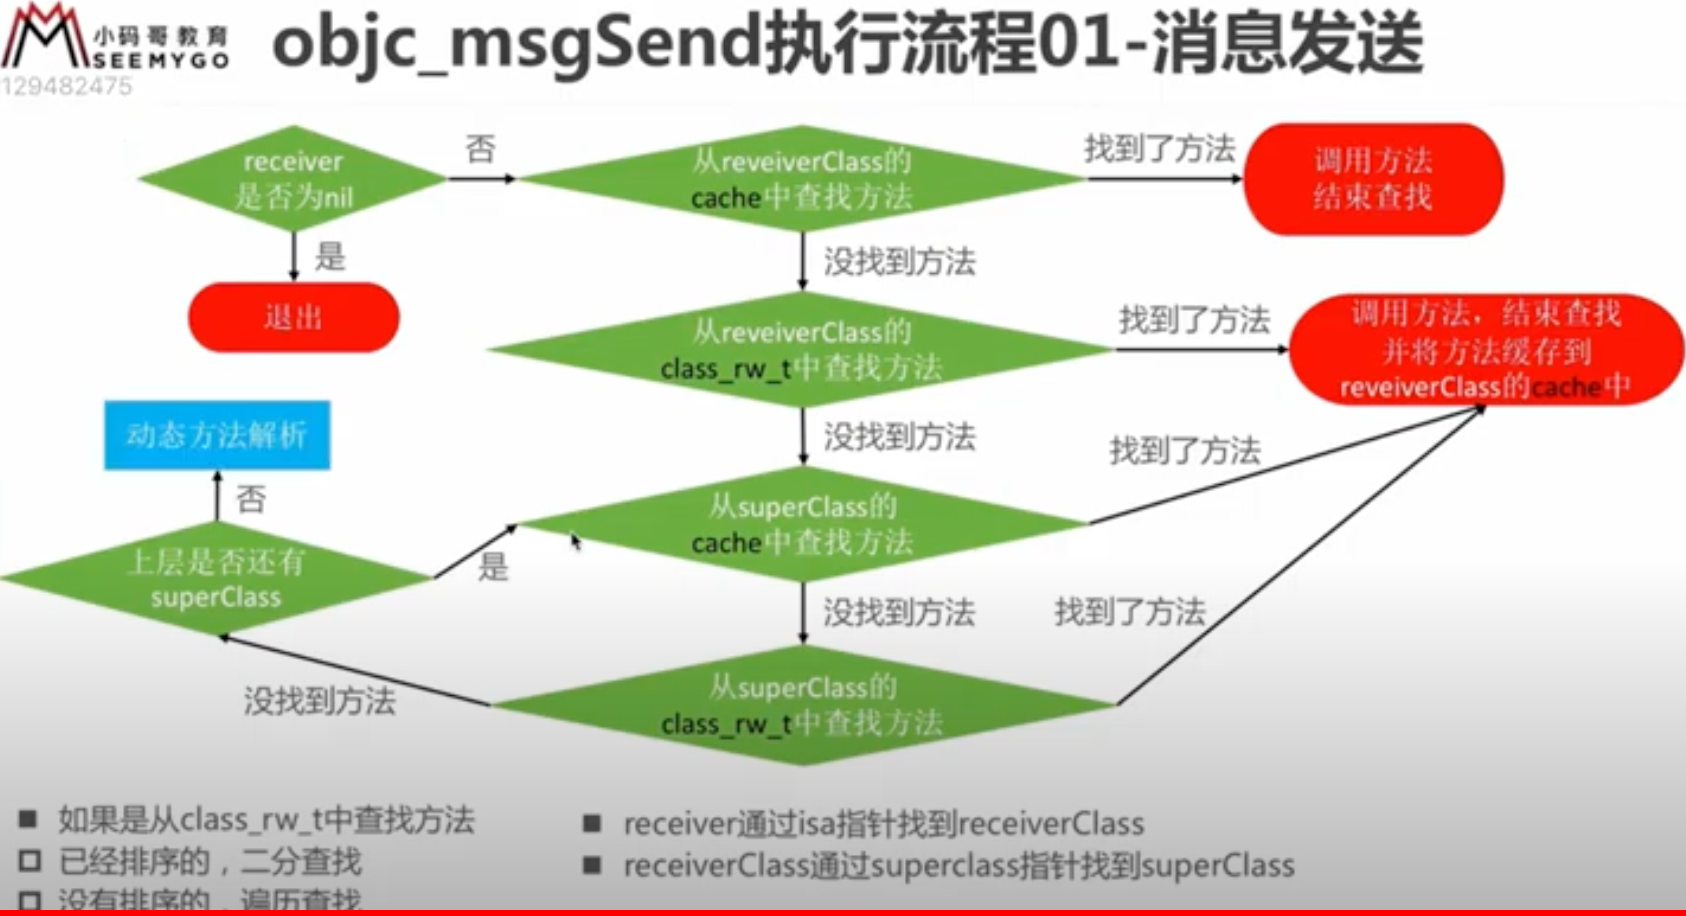 小码哥教育
SEEMYGO
129482475
objc_msgSend执行流程01-消息发送
receiver
是否为nil
否
从reveiverClass的
cache中查找方法
找到了方法
调用方法
结束查找
是
没找到方法
退出
从reveiverClass的
class_rw_t中查找方法
找到了方法
调用方法，结束查找
并将方法缓存到
reveiverClass的cache中
动态方法解析
没找到方法
找到了方法
否
从superClass的
cache中查找方法
上层是否还有
superClass
是
没找到方法
找到了方法
没找到方法
从superClass的
class_rw_t中查找方法
如果是从class_rw_t中查找方法
已经排序的，二分查找
没有排序的，遍历查找
receiver通过isa指针找到receiverClass
receiverClass通过superclass指针找到superClass